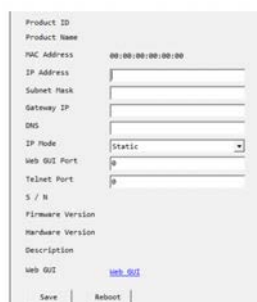 Product ID
Product Name
MAC Address 00:00:00:00:00:00
IP Address
Subnet Mask
Gateway IP
DNS
IP Mode Static
Web GUI Port 0
Telnet Port 0
S / N
Firmware Version
Hardware Version
Description
Web GUI Web GUI
Save Reboot